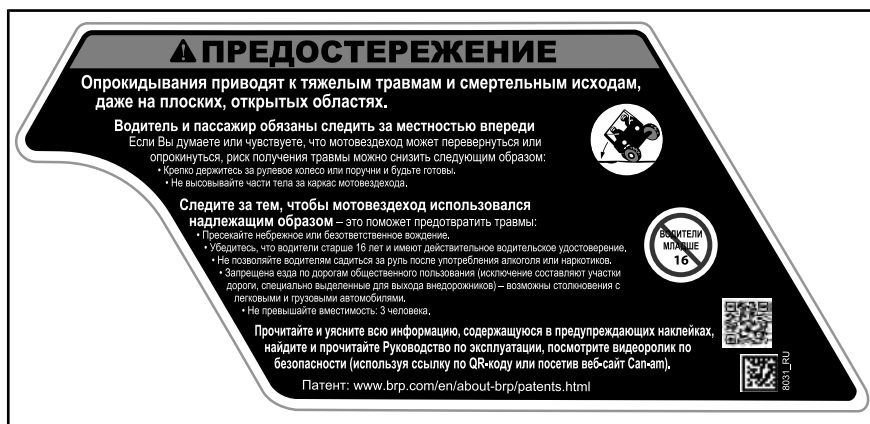 ПРЕДОСТЕРЕЖЕНИЕ
Опрокидывания приводят к тяжелым травмам и смертельным исходам,
даже на плоских, открытых областях.
Водитель и пассажир обязаны следить за местностью впереди
Если Вы думаете или чувствуете, что мотовездеход может перевернуться или
опрокинуться, риск получения травмы можно снизить следующим образом:
• Крепко держитесь за рулевое колесо или поручни и будьте готовы.
• Не высовывайте части тела за каркас мотовездехода.
Следите за тем, чтобы мотовездеход использовался
надлежащим образом – это поможет предотвратить травмы:
• Пресекайте небрежное или безответственное вождение.
• Убедитесь, что водители старше 16 лет и имеют действительное водительское удостоверение.
• Не позволяйте водителям садиться за руль после употребления алкоголя или наркотиков.
• Запрещена езда по дорогам общественного пользования (исключение составляют участки
дороги, специально выделенные для выхода внедорожников) – возможны столкновения с
легковыми и грузовыми автомобилями.
• Не превышайте вместимость: 3 человека.
ВОДИТЕЛИ
МЛАДШЕ
16
Прочитайте и уясните всю информацию, содержащуюся в предупреждающих наклейках,
найдите и прочитайте Руководство по эксплуатации, посмотрите видеоролик по
безопасности (используя ссылку по QR-коду или посетив веб-сайт Can-am).
Патент: www.brp.com/en/about-brp/patents.html
8031_RU